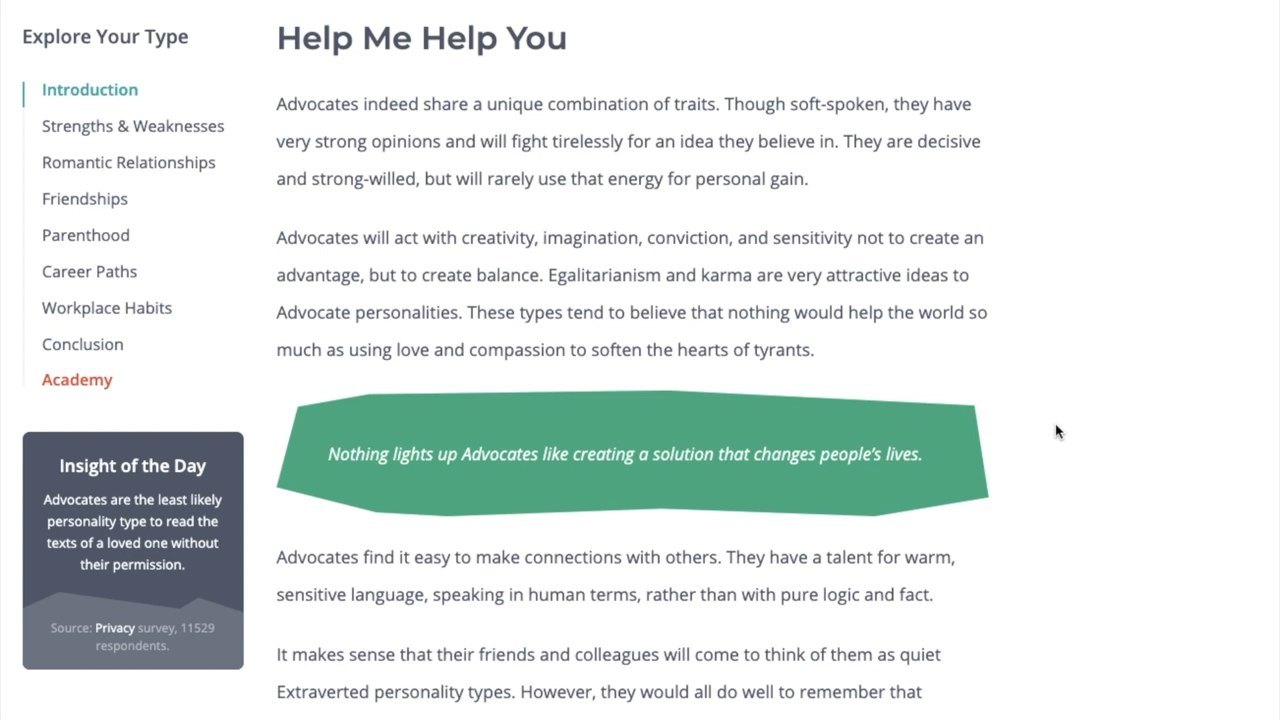 Explore Your Type
Introduction
Strengths & Weaknesses
Romantic Relationships
Friendships
Parenthood
Career Paths
Workplace Habits
Conclusion
Academy
Insight of the Day
Advocates are the least likely
personality type to read the
texts of a loved one without
their permission.
Source: Privacy survey, 11529
respondents.
Help Me Help You
Advocates indeed share a unique combination of traits. Though soft-spoken, they have
very strong opinions and will fight tirelessly for an idea they believe in. They are decisive
and strong-willed, but will rarely use that energy for personal gain.
Advocates will act with creativity, imagination, conviction, and sensitivity not to create an
advantage, but to create balance. Egalitarianism and karma are very attractive ideas to
Advocate personalities. These types tend to believe that nothing would help the world so
much as using love and compassion to soften the hearts of tyrants.
Nothing lights up Advocates like creating a solution that changes people’s lives.
Advocates find it easy to make connections with others. They have a talent for warm,
sensitive language, speaking in human terms, rather than with pure logic and fact.
It makes sense that their friends and colleagues will come to think of them as quiet
Extraverted personality types. However, they would all do well to remember that